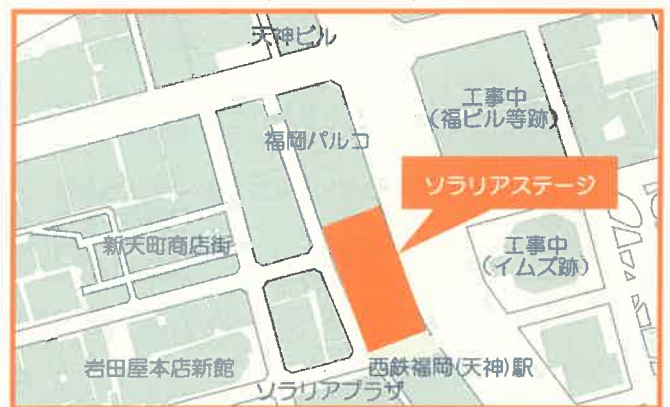 天神ビル
工事中
(福ビル等跡)
福岡パルコ
ソラリアステージ
新天町商店街
工事中
(イムズ跡)
岩田屋本店新館
西鉄福岡(天神)駅
ソラリアプラザ